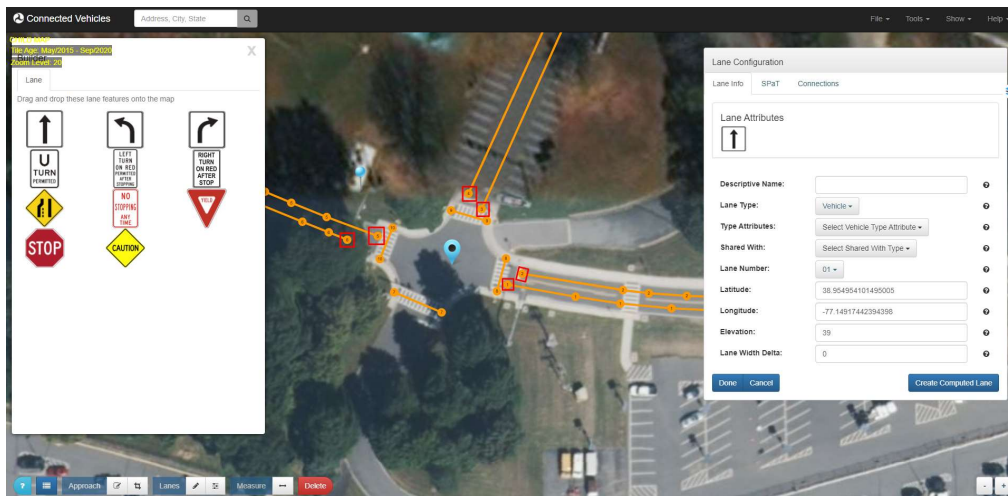 Connected Vehicles
Address, City, State
File
Tools
Show
Help
Tile Age: May/2015 - Sep/2020
Zoom Level: 20
X
Lane
Drag and drop these lane features onto the map
U
TURN
PERMITTED
LEFT
TURN
ON RED
PERMITTED
AFTER
STOPPING
RIGHT
TURN
ON RED
AFTER
STOP
NO
STOPPING
ANY
TIME
YIELD
STOP
CAUTION
Lane Configuration
Lane Info
SPaT
Connections
Lane Attributes
Descriptive Name:
Lane Type:
Vehicle
Type Attributes:
Select Vehicle Type Attribute
Shared With:
Select Shared With Type
Lane Number:
01
Latitude:
38.954954101495005
Longitude:
-77.14917442394398
Elevation:
39
Lane Width Delta:
0
Done
Cancel
Create Computed Lane
?
Approach
Lanes
Measure
Delete